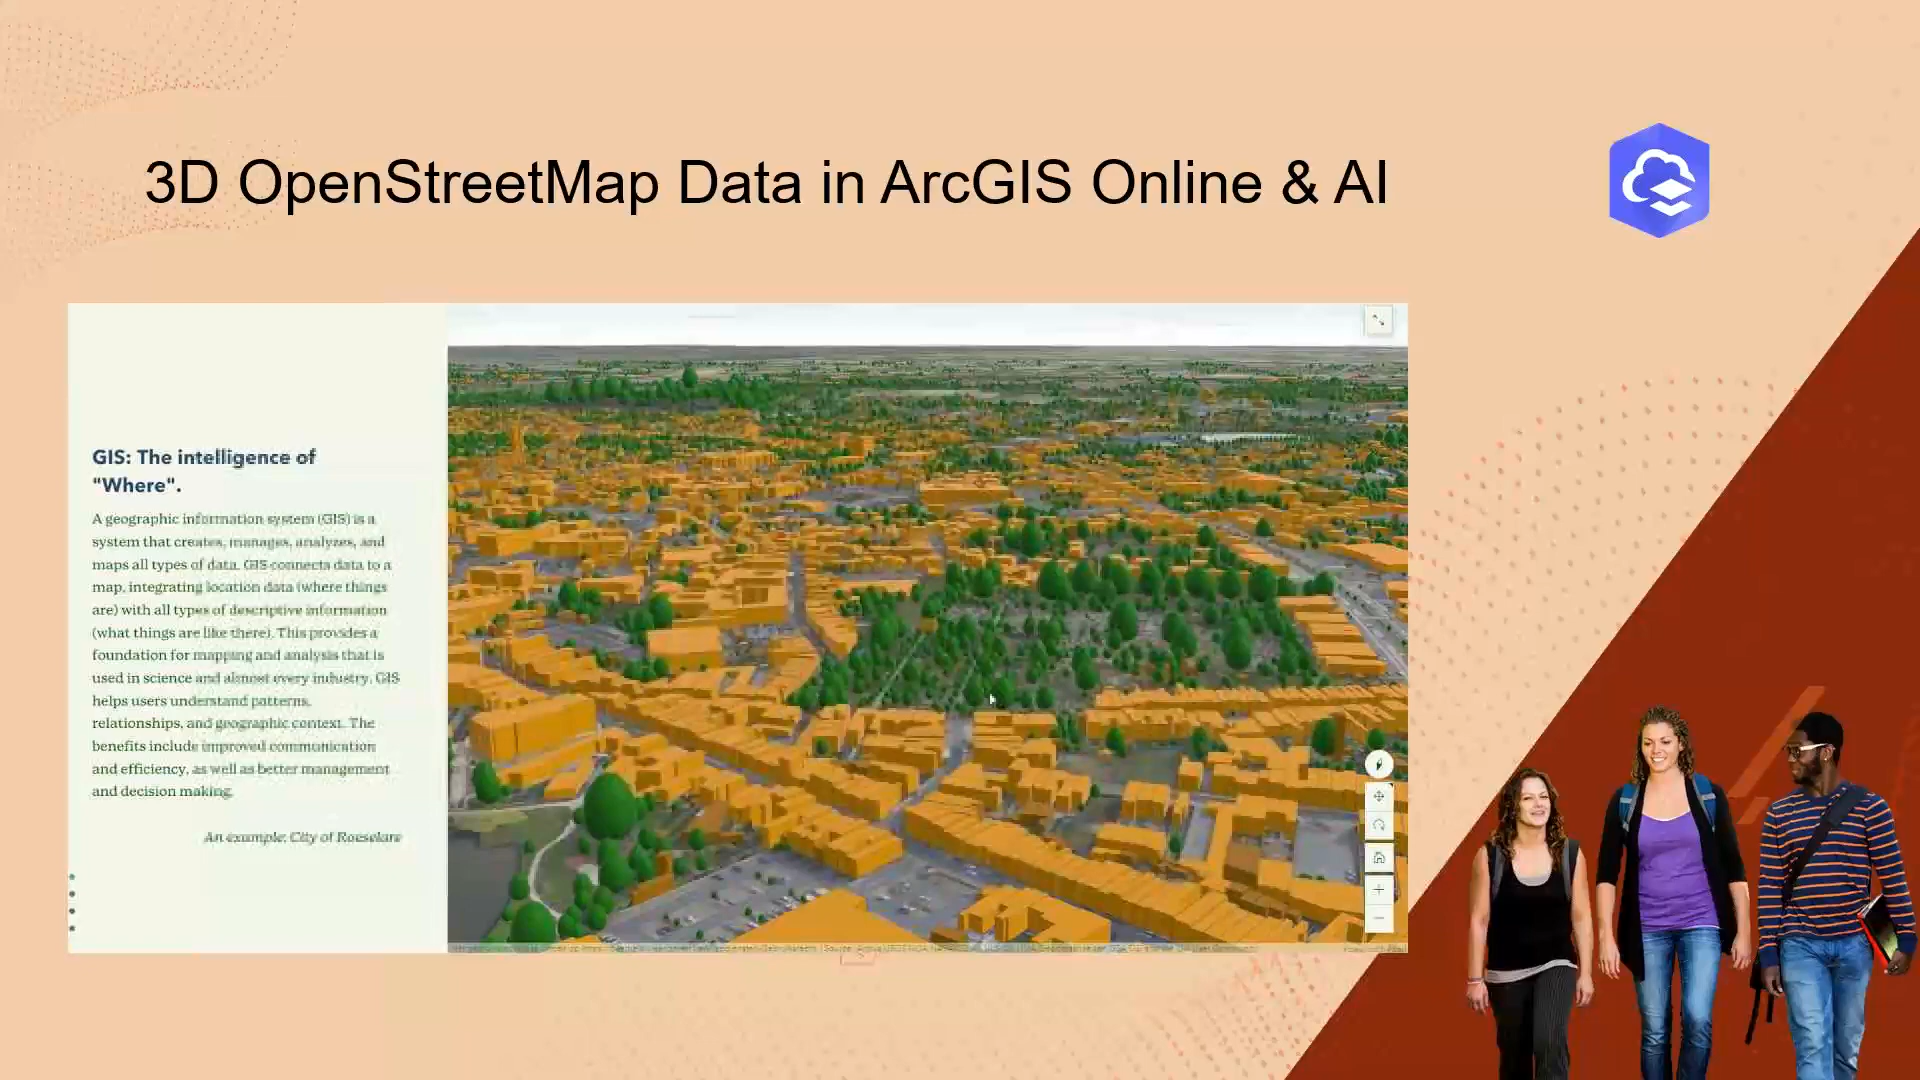 3D OpenStreetMap Data in ArcGIS Online & AI
GIS: The intelligence of
"Where".
A geographic information system (GIS) is a
system that creates, manages, analyzes, and
maps all types of data. GIS connects data to a
map, integrating location data (where things
are) with all types of descriptive information
(what things are like there). This provides a
foundation for mapping and analysis that is
used in science and almost every industry. GIS
helps users understand patterns,
relationships, and geographic context. The
benefits include improved communication
and efficiency, as well as better management
and decision making.
An example: City of Roeselare